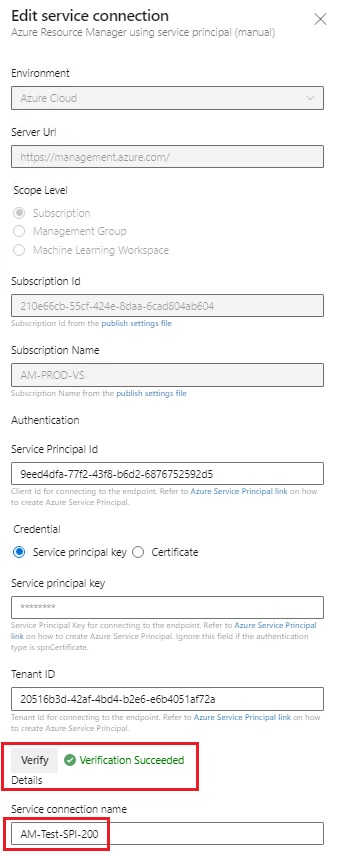 Edit service connection
Azure Resource Manager using service principal (manual)
Environment
Azure Cloud
Server Url
https://management.azure.com/
Scope Level
Subscription
Management Group
Machine Learning Workspace
Subscription Id
210e66cb-55cf-424e-8daa-6cad804ab604
Subscription Id from the publish settings file
Subscription Name
AM-PROD-VS
Subscription Name from the publish settings file
Authentication
Service Principal Id
9eed4dfa-77f2-43f8-b6d2-6876752592d5
Client Id for connecting to the endpoint. Refer to Azure Service Principal link on how
to create Azure Service Principal.
Credential
Service principal key Certificate
Service principal key
********
Service Principal Key for connecting to the endpoint. Refer to Azure Service Principal
link on how to create Azure Service Principal. Ignore this field if the authentication
type is spnCertificate.
Tenant ID
20516b3d-42af-4bd4-b2e6-e6b4051af72a
Tenant Id for connecting to the endpoint. Refer to Azure Service Principal link on how
to create Azure Service Principal.
Verify Verification Succeeded
Details
Service connection name
AM-Test-SPI-200